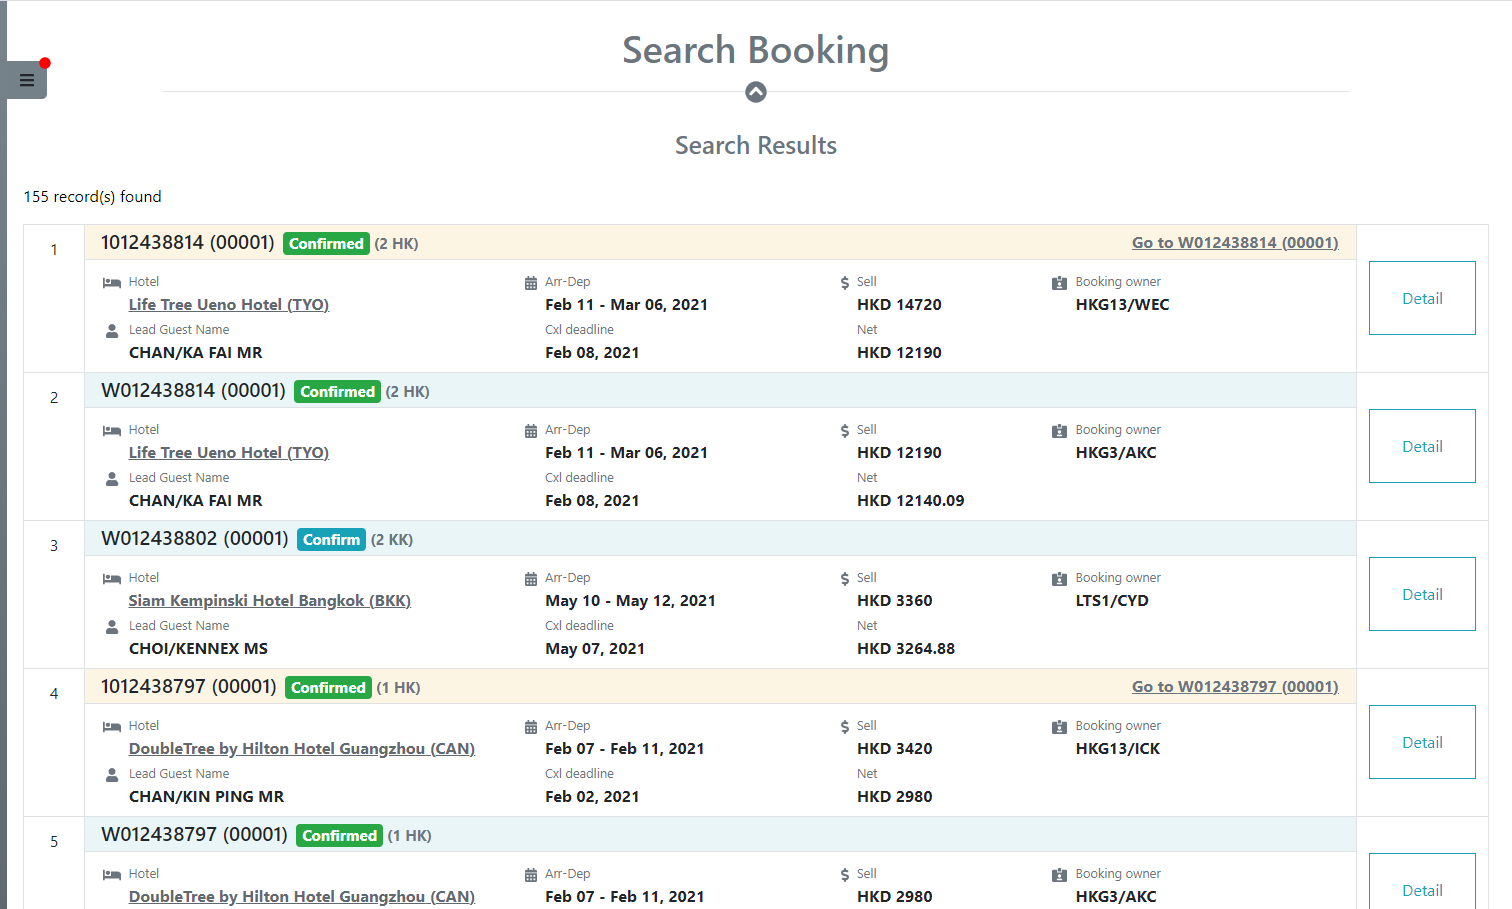 Search Booking
Search Results
155 record(s) found
1
1012438814 (00001) Confirmed (2 HK) Go to W012438814 (00001)
Hotel Arr-Dep Sell Booking owner
Life Tree Ueno Hotel (TYO) Feb 11 - Mar 06, 2021 HKD 14720 HKG13/WEC
Detail
Lead Guest Name Cxl deadline Net
CHAN/KA FAI MR Feb 08, 2021 HKD 12190
2
W012438814 (00001) Confirmed (2 HK)
Hotel Arr-Dep Sell Booking owner
Life Tree Ueno Hotel (TYO) Feb 11 - Mar 06, 2021 HKD 12190 HKG3/AKC
Detail
Lead Guest Name Cxl deadline Net
CHAN/KA FAI MR Feb 08, 2021 HKD 12140.09
3
W012438802 (00001) Confirm (2 KK)
Hotel Arr-Dep Sell Booking owner
Siam Kempinski Hotel Bangkok (BKK) May 10 - May 12, 2021 HKD 3360 LTS1/CYD
Detail
Lead Guest Name Cxl deadline Net
CHOI/KENNEX MS May 07, 2021 HKD 3264.88
4
1012438797 (00001) Confirmed (1 HK) Go to W012438797 (00001)
Hotel Arr-Dep Sell Booking owner
DoubleTree by Hilton Hotel Guangzhou (CAN) Feb 07 - Feb 11, 2021 HKD 3420 HKG13/ICK
Detail
Lead Guest Name Cxl deadline Net
CHAN/KIN PING MR Feb 02, 2021 HKD 2980
5
W012438797 (00001) Confirmed (1 HK)
Hotel Arr-Dep Sell Booking owner
DoubleTree by Hilton Hotel Guangzhou (CAN) Feb 07 - Feb 11, 2021 HKD 2980 HKG3/AKC
Detail